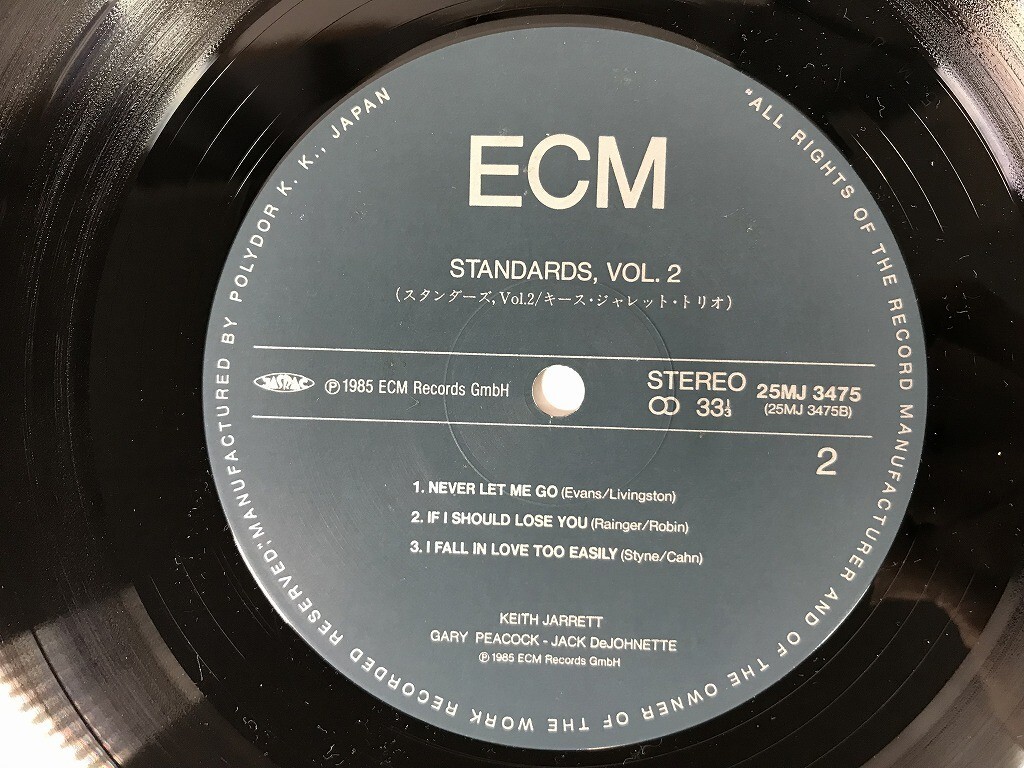 ECM
STANDARDS, VOL. 2
(スタンダーズ, Vol.2/キース・ジャレット・トリオ)
JASRAC
℗1985 ECM Records GmbH
STEREO
33⅓
25MJ 3475
(25MJ 3475B)
2
1. NEVER LET ME GO (Evans/Livingston)
2. IF I SHOULD LOSE YOU (Rainger/Robin)
3. I FALL IN LOVE TOO EASILY (Styne/Cahn)
KEITH JARRETT
GARY PEACOCK - JACK DeJOHNETTE
℗1985 ECM Records GmbH
"ALL RIGHTS OF THE RECORD MANUFACTURER AND OF THE OWNER OF THE WORK RECORDED RESERVED," MANUFACTURED BY POLYDOR K. K., JAPAN